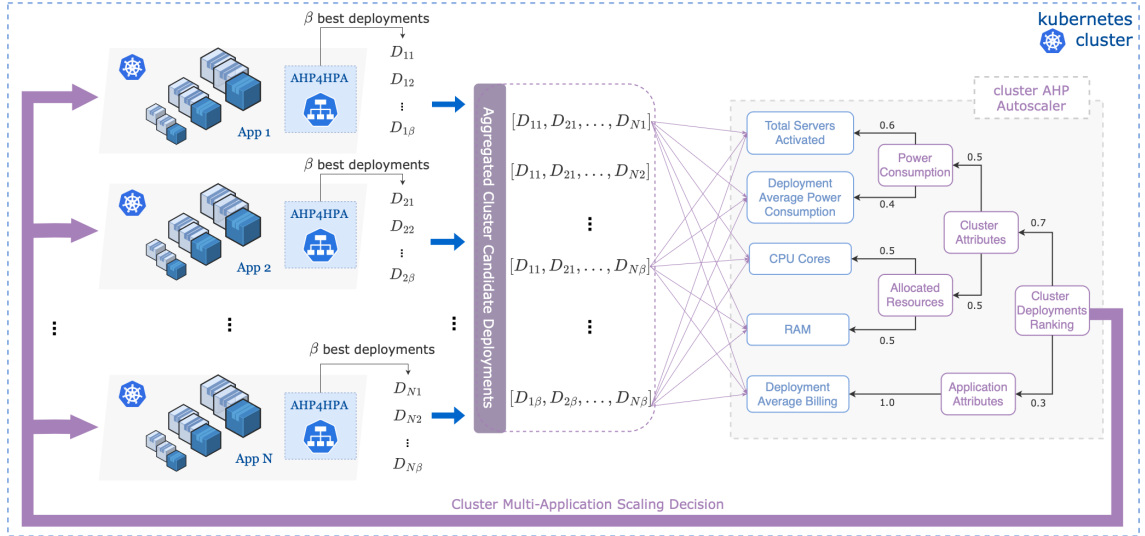 kubernetes
cluster
β best deployments
D11
D12
⋮
D1β
AHP4HPA
App 1
β best deployments
D21
D22
⋮
D2β
AHP4HPA
App 2
⋮
⋮
⋮
β best deployments
DN1
DN2
⋮
DNβ
AHP4HPA
App N
Aggregated Cluster Candidate Deployments
[D11, D21, . . . , DN1]
[D11, D21, . . . , DN2]
⋮
[D11, D21, . . . , DNβ]
⋮
[D1β, D2β, . . . , DNβ]
cluster AHP
Autoscaler
Total Servers
Activated
Deployment
Average Power
Consumption
CPU Cores
RAM
Deployment
Average Billing
0.6
0.4
0.5
0.5
1.0
Power
Consumption
Allocated
Resources
0.5
0.5
Cluster
Attributes
Application
Attributes
0.7
0.3
Cluster
Deployments
Ranking
Cluster Multi-Application Scaling Decision